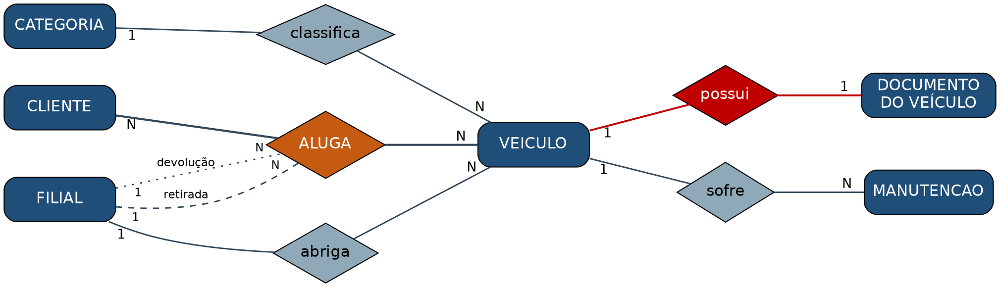 CATEGORIA
1
classifica
N
CLIENTE
N
ALUGA
N
VEICULO
1
possui
1
DOCUMENTO
DO VEÍCULO
FILIAL
1
devolução
N
1
retirada
N
1
abriga
N
1
sofre
N
MANUTENCAO